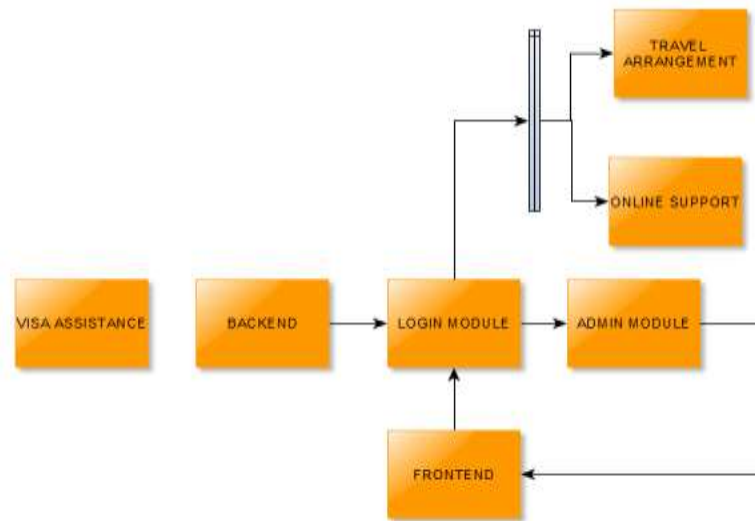 TRAVEL
ARRANGEMENT
ONLINE SUPPORT
VISA ASSISTANCE
BACKEND
LOGIN MODULE
ADMIN MODULE
FRONTEND